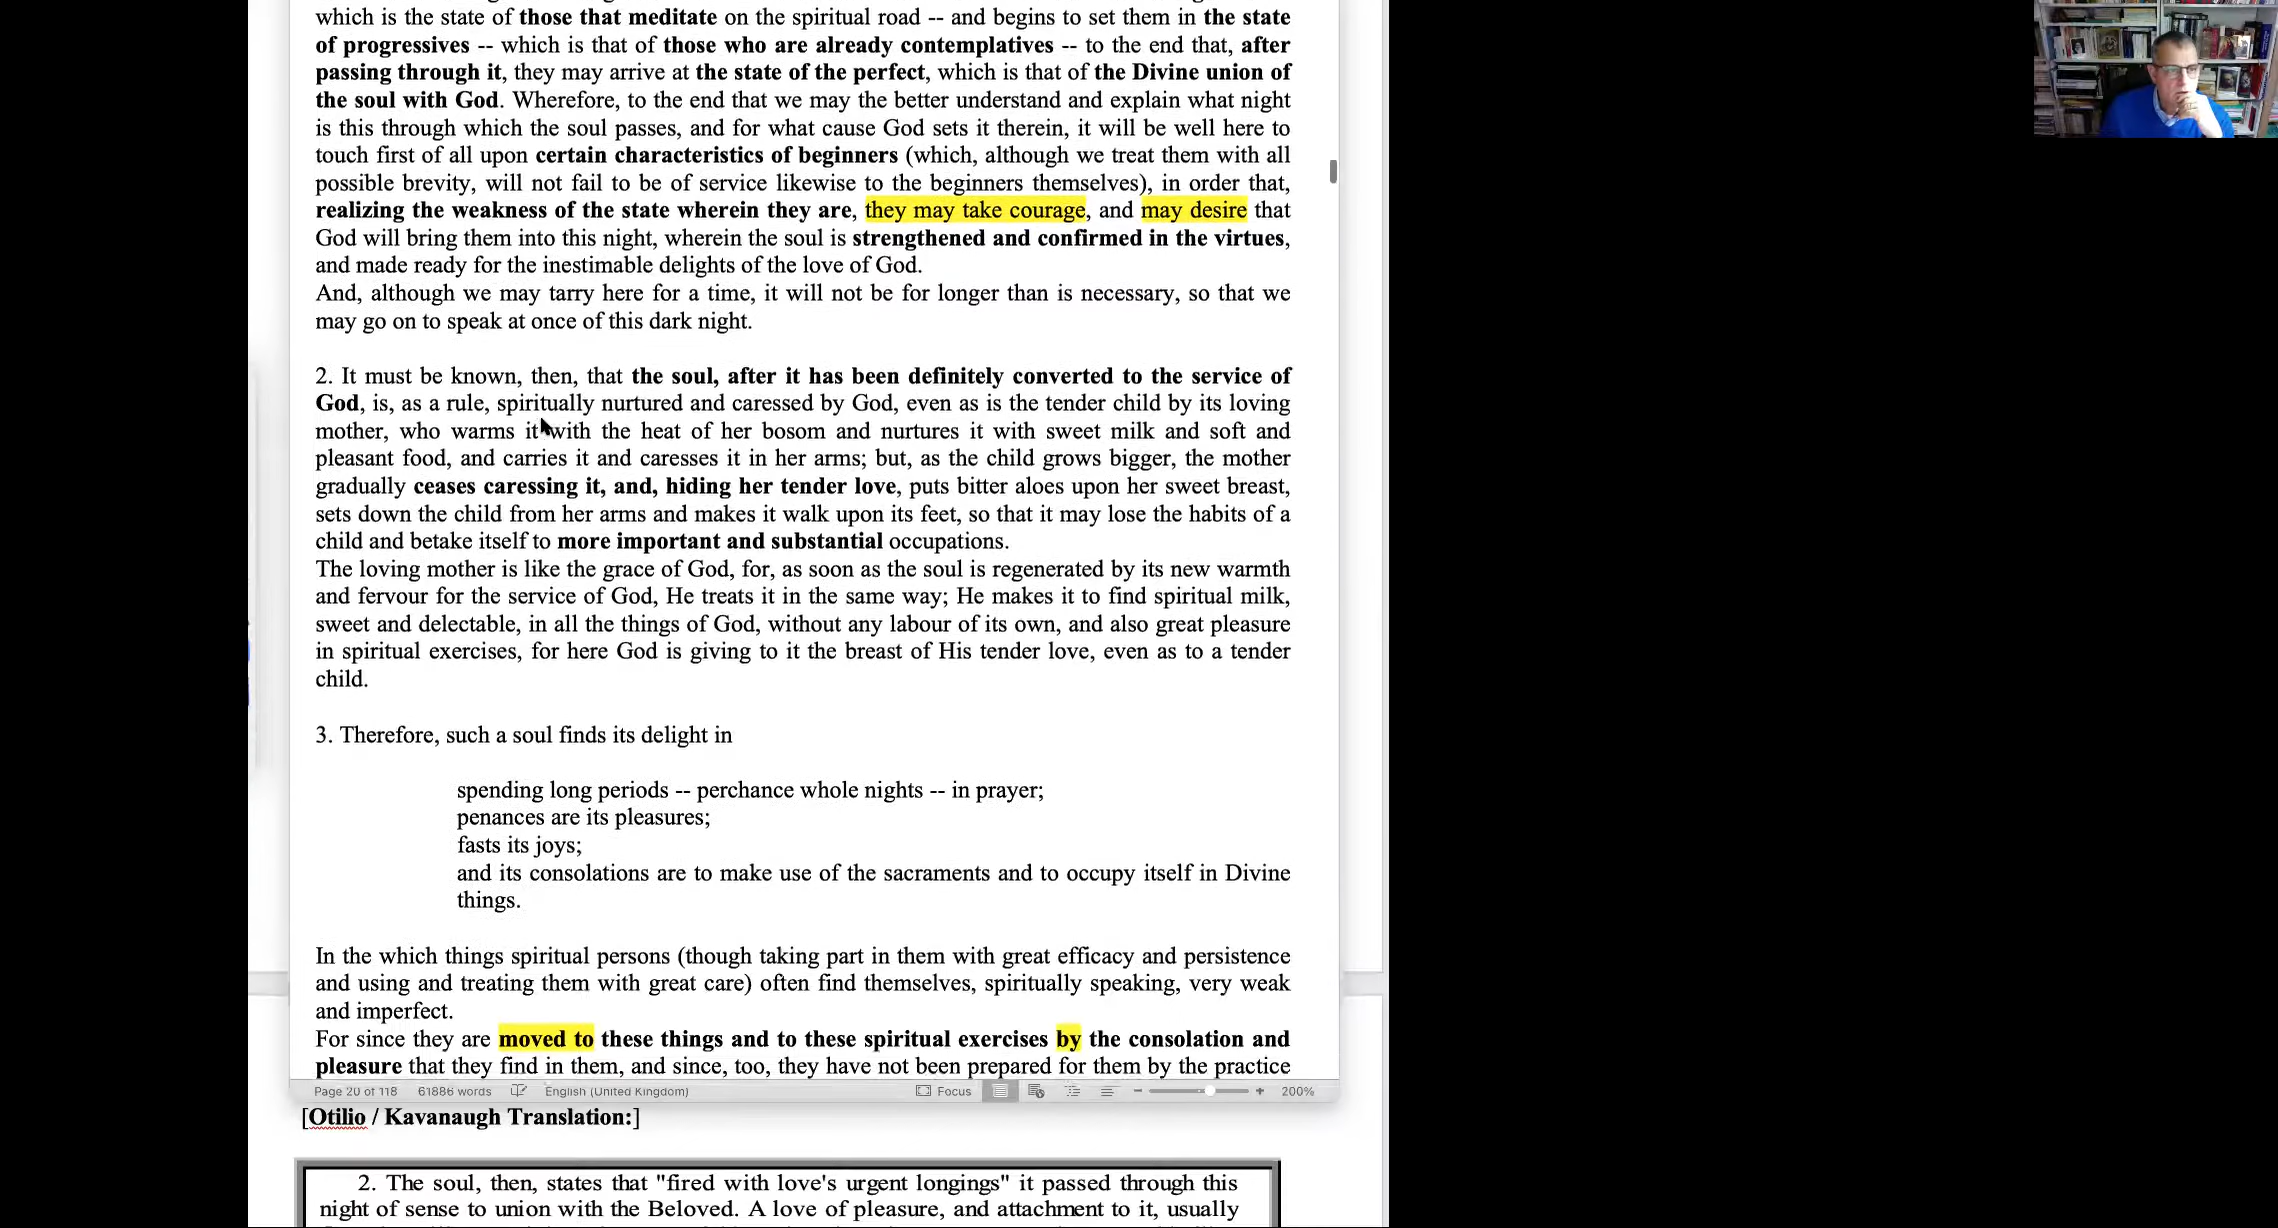 which is the state of those that meditate on the spiritual road -- and begins to set them in the state
of progressives -- which is that of those who are already contemplatives -- to the end that, after
passing through it, they may arrive at the state of the perfect, which is that of the Divine union of
the soul with God. Wherefore, to the end that we may the better understand and explain what night
is this through which the soul passes, and for what cause God sets it therein, it will be well here to
touch first of all upon certain characteristics of beginners (which, although we treat them with all
possible brevity, will not fail to be of service likewise to the beginners themselves), in order that,
realizing the weakness of the state wherein they are, they may take courage, and may desire that
God will bring them into this night, wherein the soul is strengthened and confirmed in the virtues,
and made ready for the inestimable delights of the love of God.
And, although we may tarry here for a time, it will not be for longer than is necessary, so that we
may go on to speak at once of this dark night.
2. It must be known, then, that the soul, after it has been definitely converted to the service of
God, is, as a rule, spiritually nurtured and caressed by God, even as is the tender child by its loving
mother, who warms it with the heat of her bosom and nurtures it with sweet milk and soft and
pleasant food, and carries it and caresses it in her arms; but, as the child grows bigger, the mother
gradually ceases caressing it, and, hiding her tender love, puts bitter aloes upon her sweet breast,
sets down the child from her arms and makes it walk upon its feet, so that it may lose the habits of a
child and betake itself to more important and substantial occupations.
The loving mother is like the grace of God, for, as soon as the soul is regenerated by its new warmth
and fervour for the service of God, He treats it in the same way; He makes it to find spiritual milk,
sweet and delectable, in all the things of God, without any labour of its own, and also great pleasure
in spiritual exercises, for here God is giving to it the breast of His tender love, even as to a tender
child.
3. Therefore, such a soul finds its delight in
spending long periods -- perchance whole nights -- in prayer;
penances are its pleasures;
fasts its joys;
and its consolations are to make use of the sacraments and to occupy itself in Divine
things.
In the which things spiritual persons (though taking part in them with great efficacy and persistence
and using and treating them with great care) often find themselves, spiritually speaking, very weak
and imperfect.
For since they are moved to these things and to these spiritual exercises by the consolation and
pleasure that they find in them, and since, too, they have not been prepared for them by the practice
Page 20 of 118 61886 words English (United Kingdom) Focus 200%
[Otilio / Kavanaugh Translation:]
2. The soul, then, states that "fired with love's urgent longings" it passed through this
night of sense to union with the Beloved. A love of pleasure, and attachment to it, usually